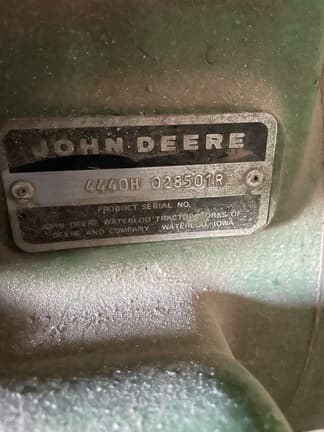 JOHN DEERE
4440H 028501R
PRODUCT SERIAL NO.
JOHN DEERE WATERLOO TRACTOR WORKS OF
DEERE AND COMPANY WATERLOO, IOWA